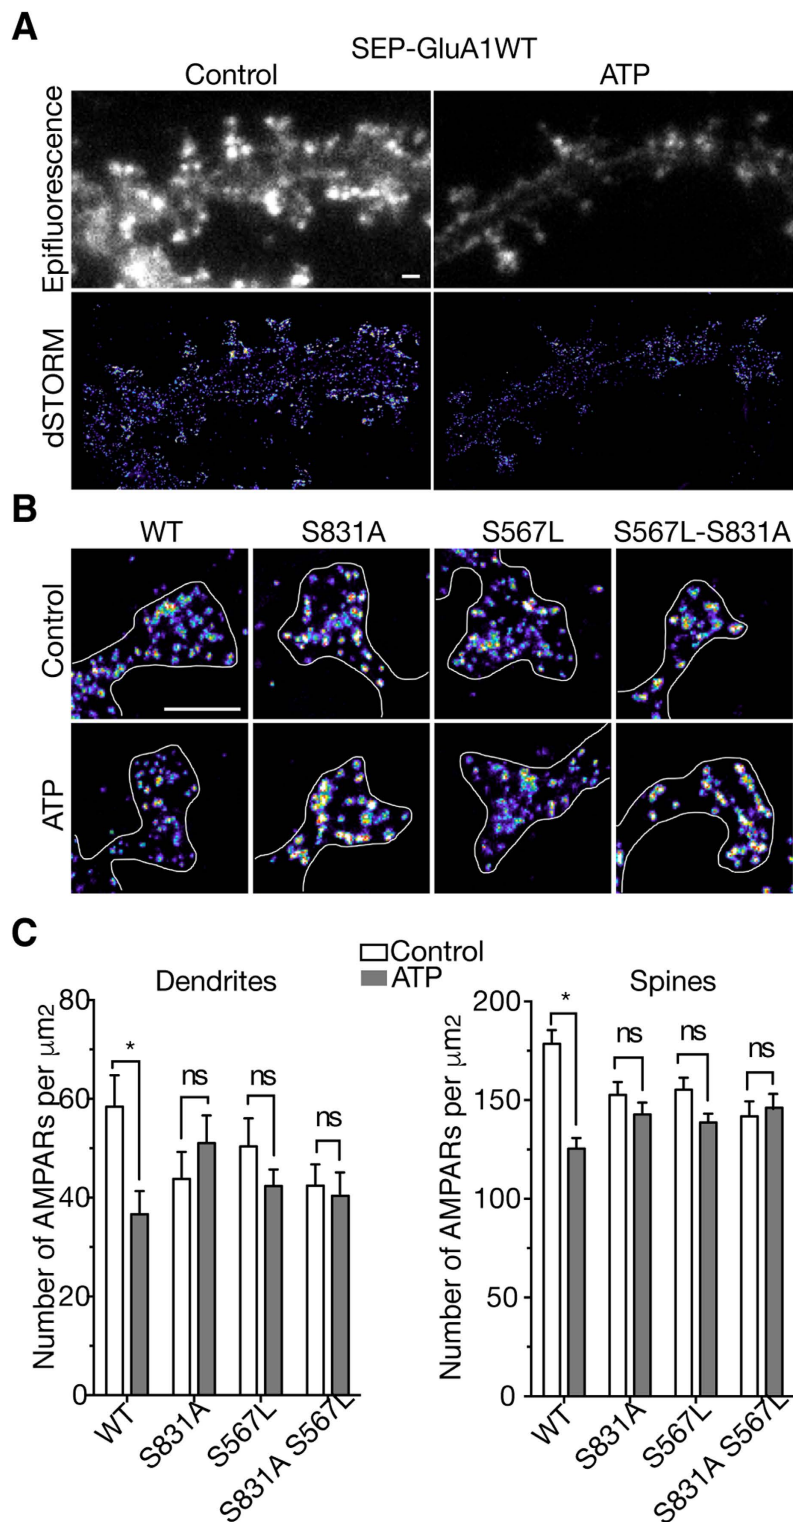 A
SEP-GluA1WT
Control ATP
Epifluorescence
dSTORM
B
WT S831A S567L S567L-S831A
Control
ATP
C
Control
ATP
Dendrites
Number of AMPARs per μm2
80
60
40
20
0
* ns ns ns
WT S831A S567L S831A S567L
Spines
Number of AMPARs per μm2
200
150
100
50
0
* ns ns ns
WT S831A S567L S831A S567L